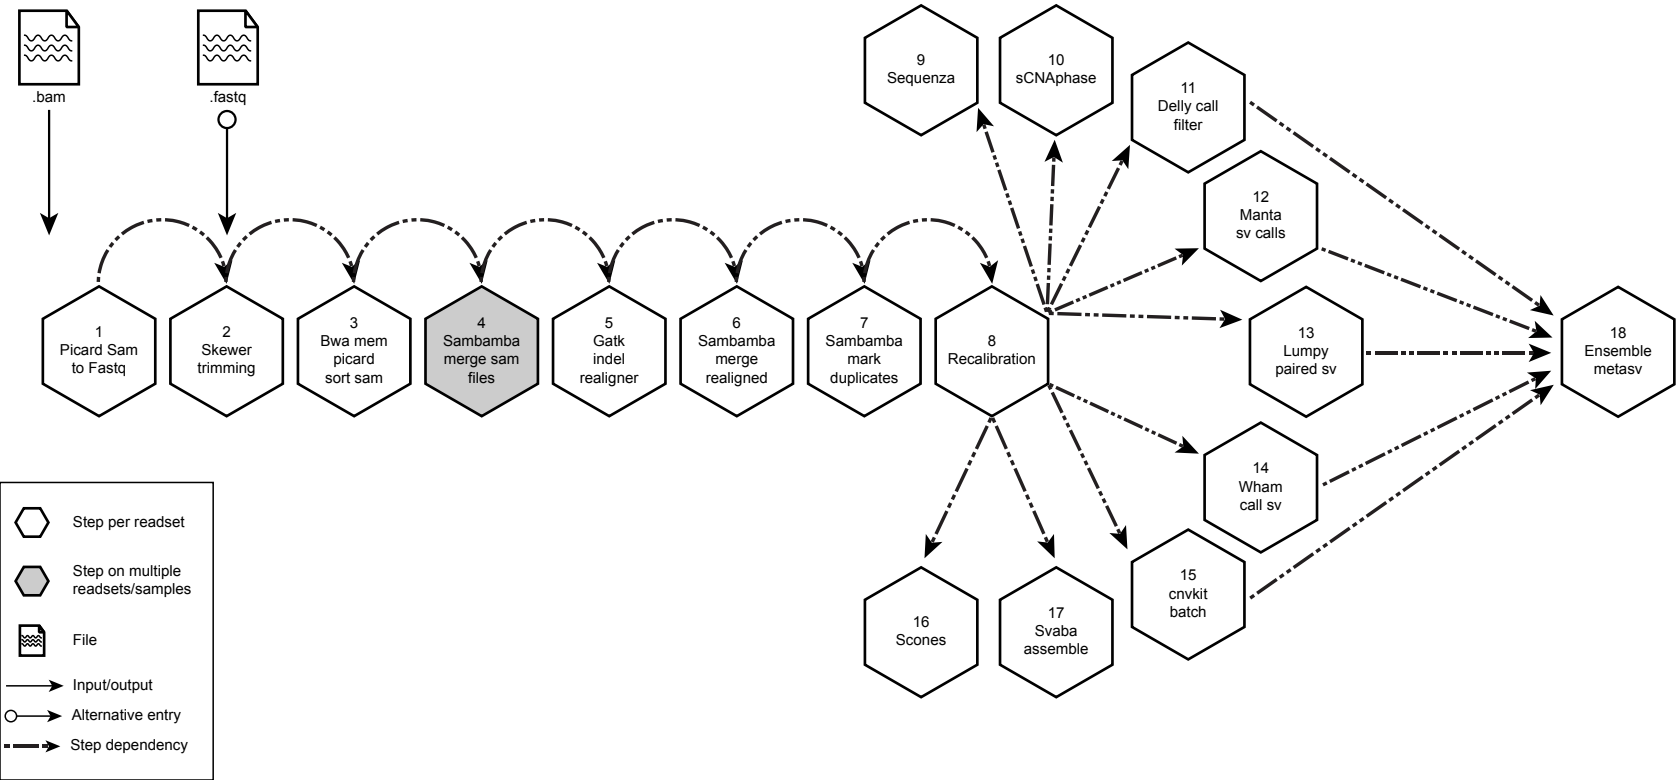 .bam
.fastq
1
Picard Sam
to Fastq
2
Skewer
trimming
3
Bwa mem
picard
sort sam
4
Sambamba
merge sam
files
5
Gatk
indel
realigner
6
Sambamba
merge
realigned
7
Sambamba
mark
duplicates
8
Recalibration
9
Sequenza
10
sCNAphase
11
Delly call
filter
12
Manta
sv calls
13
Lumpy
paired sv
14
Wham
call sv
15
cnvkit
batch
16
Scones
17
Svaba
assemble
18
Ensemble
metasv
Step per readset
Step on multiple
readsets/samples
File
Input/output
Alternative entry
Step dependency